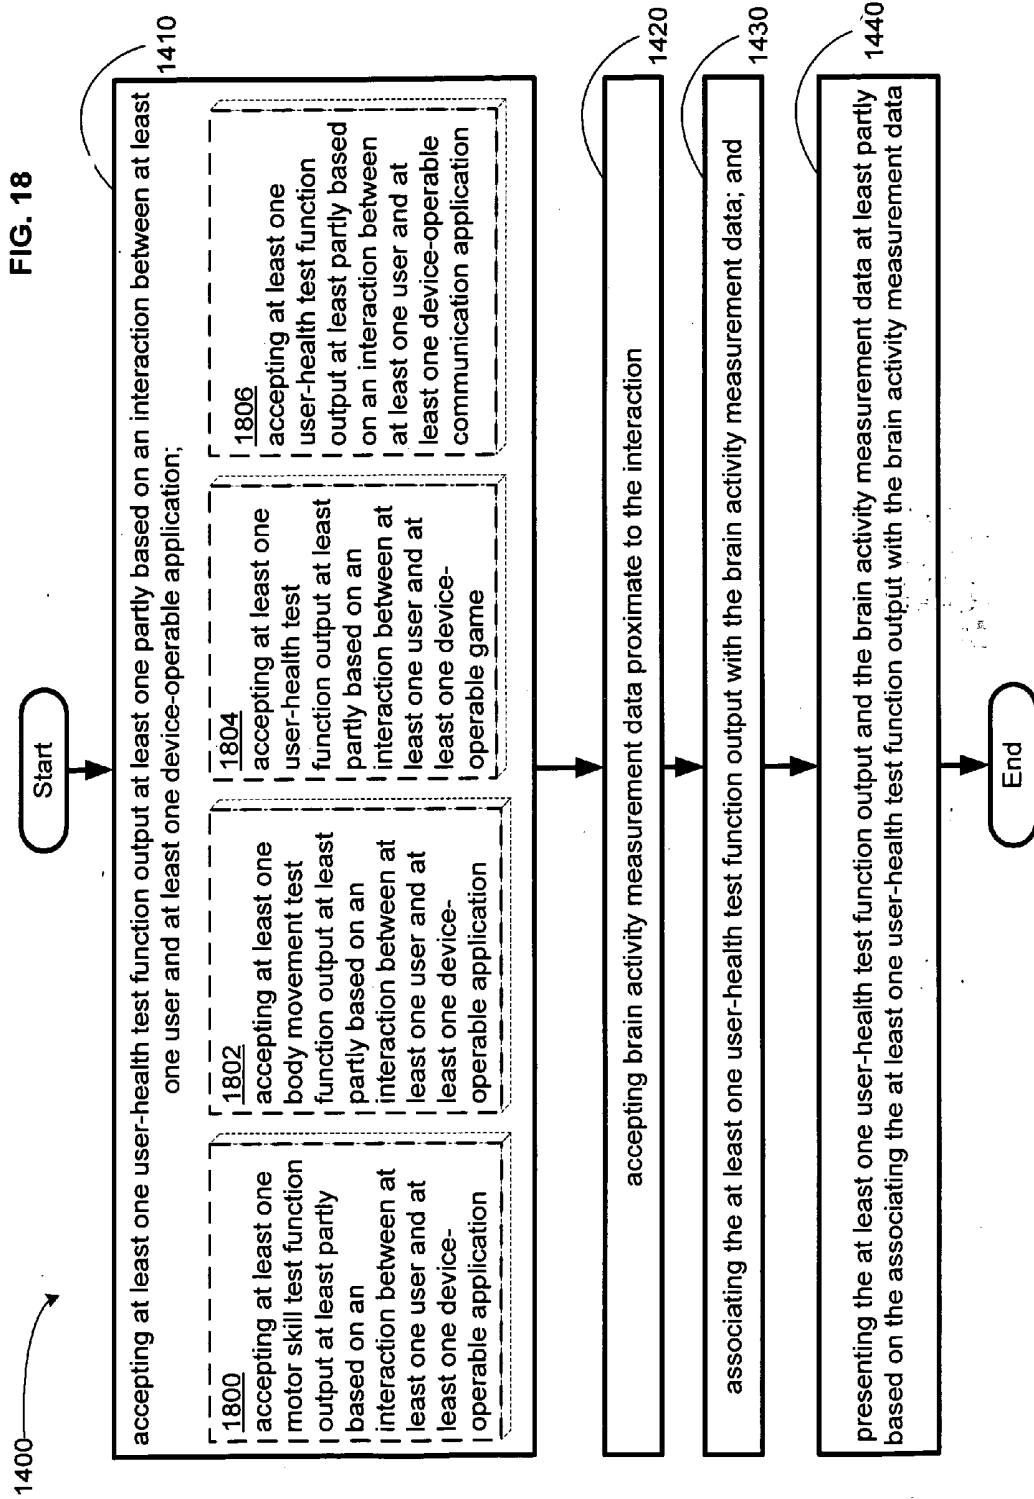 FIG. 18
1400
Start
1410
accepting at least one user-health test function output at least one partly based on an interaction between at least
one user and at least one device-operable application;
1800
accepting at least one
motor skill test function
output at least partly
based on an
interaction between at
least one user and at
least one device-
operable application
1802
accepting at least one
body movement test
function output at least
partly based on an
interaction between at
least one user and at
least one device-
operable application
1804
accepting at least one
user-health test
function output at least
partly based on an
interaction between at
least one user and at
least one device-
operable game
1806
accepting at least one
user-health test function
output at least partly based
on an interaction between
at least one user and at
least one device-operable
communication application
1420
accepting brain activity measurement data proximate to the interaction
1430
associating the at least one user-health test function output with the brain activity measurement data; and
1440
presenting the at least one user-health test function output and the brain activity measurement data at least partly
based on the associating the at least one user-health test function output with the brain activity measurement data
End